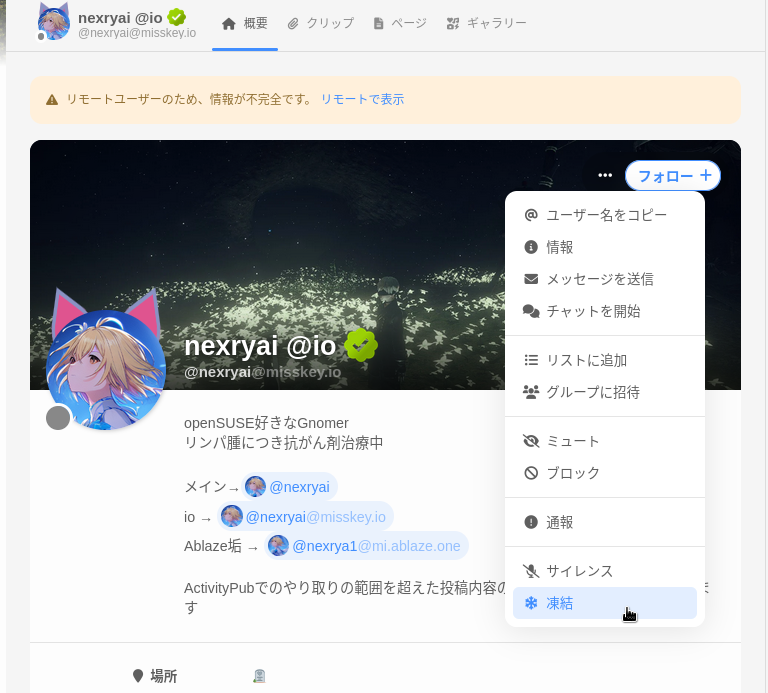 nexryai @io
@nexryai@misskey.io
概要
クリップ
ページ
ギャラリー
リモートユーザーのため、情報が不完全です。 リモートで表示
フォロー
ユーザー名をコピー
情報
メッセージを送信
チャットを開始
リストに追加
グループに招待
ミュート
ブロック
通報
サイレンス
凍結
nexryai @io
@nexryai@misskey.io
openSUSE好きなGnomer
リンパ腫につき抗がん剤治療中
メイン→ @nexryai
io → @nexryai@misskey.io
Ablaze垢 → @nexrya1@mi.ablaze.one
ActivityPubでのやり取りの範囲を超えた投稿内容の
す
場所